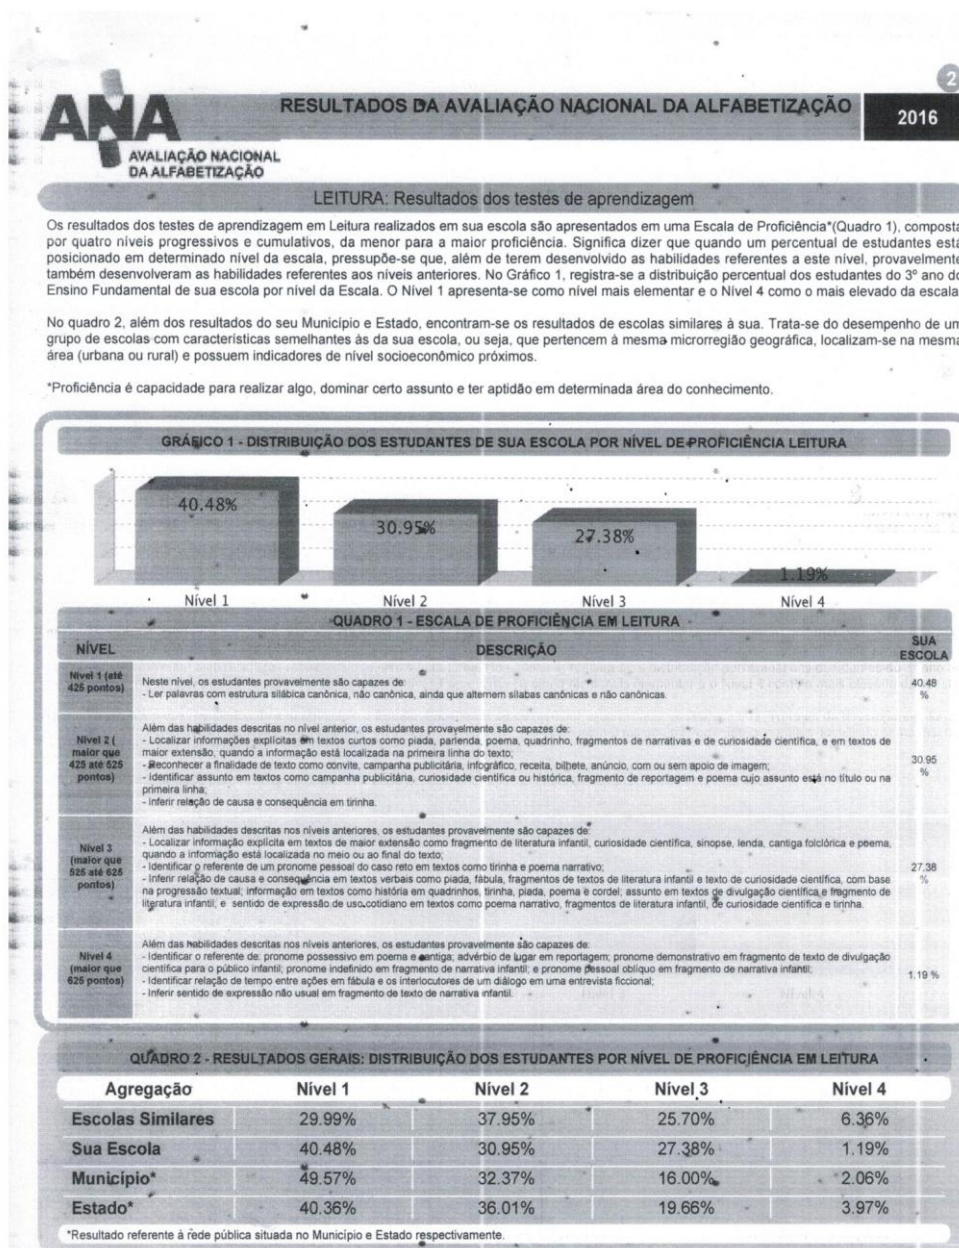 2
ANA
RESULTADOS DA AVALIAÇÃO NACIONAL DA ALFABETIZAÇÃO
2016
AVALIAÇÃO NACIONAL
DA ALFABETIZAÇÃO
LEITURA: Resultados dos testes de aprendizagem
Os resultados dos testes de aprendizagem em Leitura realizados em sua escola são apresentados em uma Escala de Proficiência*(Quadro 1), composta
por quatro níveis progressivos e cumulativos, da menor para a maior proficiência. Significa dizer que quando um percentual de estudantes está
posicionado em determinado nível da escala, pressupõe-se que, além de terem desenvolvido as habilidades referentes a este nível, provavelmente
também desenvolveram as habilidades referentes aos níveis anteriores. No Gráfico 1, registra-se a distribuição percentual dos estudantes do 3º ano do
Ensino Fundamental de sua escola por nível da Escala. O Nível 1 apresenta-se como nível mais elementar e o Nível 4 como o mais elevado da escala
No quadro 2, além dos resultados do seu Município e Estado, encontram-se os resultados de escolas similares à sua. Trata-se do desempenho de um
grupo de escolas com características semelhantes às da sua escola, ou seja, que pertencem à mesma microrregião geográfica, localizam-se na mesma
área (urbana ou rural) e possuem indicadores de nível socioeconômico próximos.
*Proficiência é capacidade para realizar algo, dominar certo assunto e ter aptidão em determinada área do conhecimento.
GRÁFICO 1 - DISTRIBUIÇÃO DOS ESTUDANTES DE SUA ESCOLA POR NÍVEL DE PROFICIÊNCIA LEITURA
40.48%
30.95%
27.38%
1.19%
Nível 1 Nível 2 Nível 3 Nível 4
QUADRO 1 - ESCALA DE PROFICIÊNCIA EM LEITURA
NÍVEL DESCRIÇÃO SUA ESCOLA
Nível 1 (até
425 pontos)
Neste nível, os estudantes provavelmente são capazes de:
- Ler palavras com estrutura silábica canônica, não canônica, ainda que alternem sílabas canônicas e não canônicas.
40.48
%
Nível 2 (
maior que
425 até 525
pontos)
Além das habilidades descritas no nível anterior, os estudantes provavelmente são capazes de:
- Localizar informações explícitas em textos curtos como piada, parlenda, poema, quadrinho, fragmentos de narrativas e de curiosidade científica, e em textos de
maior extensão, quando a informação está localizada na primeira linha do texto;
- Reconhecer a finalidade de texto como convite, campanha publicitária, infográfico, receita, bilhete, anúncio, com ou sem apoio de imagem;
- Identificar assunto em textos como campanha publicitária, curiosidade científica ou histórica, fragmento de reportagem e poema cujo assunto está no título ou na
primeira linha;
- Inferir relação de causa e consequência em tirinha.
30.95
%
Nível 3
(maior que
525 até 625
pontos)
Além das habilidades descritas nos níveis anteriores, os estudantes provavelmente são capazes de:
- Localizar informação explícita em textos de maior extensão como fragmento de literatura infantil, curiosidade científica, sinopse, lenda, cantiga folclórica e poema,
quando a informação está localizada no meio ou ao final do texto;
- Identificar o referente de um pronome pessoal do caso reto em textos como tirinha e poema narrativo;
- Inferir relação de causa e consequência em textos verbais como piada, fábula, fragmentos de textos de literatura infantil e texto de curiosidade científica, com base
na progressão textual; informação em textos como história em quadrinhos, tirinha, piada, poema e cordel; assunto em textos de divulgação científica e fragmento de
literatura infantil; e sentido de expressão de uso cotidiano em textos como poema narrativo, fragmentos de literatura infantil, de curiosidade científica e tirinha.
27,38
%
Nível 4
(maior que
625 pontos)
Além das habilidades descritas nos níveis anteriores, os estudantes provavelmente são capazes de:
- Identificar o referente de: pronome possessivo em poema e cantiga; advérbio de lugar em reportagem; pronome demonstrativo em fragmento de texto de divulgação
científica para o público infantil; pronome indefinido em fragmento de narrativa infantil; e pronome pessoal oblíquo em fragmento de narrativa infantil;
- Identificar relação de tempo entre ações em fábula e os interlocutores de um diálogo em uma entrevista ficcional;
- Inferir sentido de expressão não usual em fragmento de texto de narrativa infantil.
1.19 %
QUADRO 2 - RESULTADOS GERAIS: DISTRIBUIÇÃO DOS ESTUDANTES POR NÍVEL DE PROFICIÊNCIA EM LEITURA
Agregação Nível 1 Nível 2 Nível 3 Nível 4
Escolas Similares 29.99% 37.95% 25.70% 6.36%
Sua Escola 40.48% 30.95% 27.38% 1.19%
Município* 49.57% 32.37% 16.00% 2.06%
Estado* 40.36% 36.01% 19.66% 3.97%
*Resultado referente à rede pública situada no Município e Estado respectivamente.